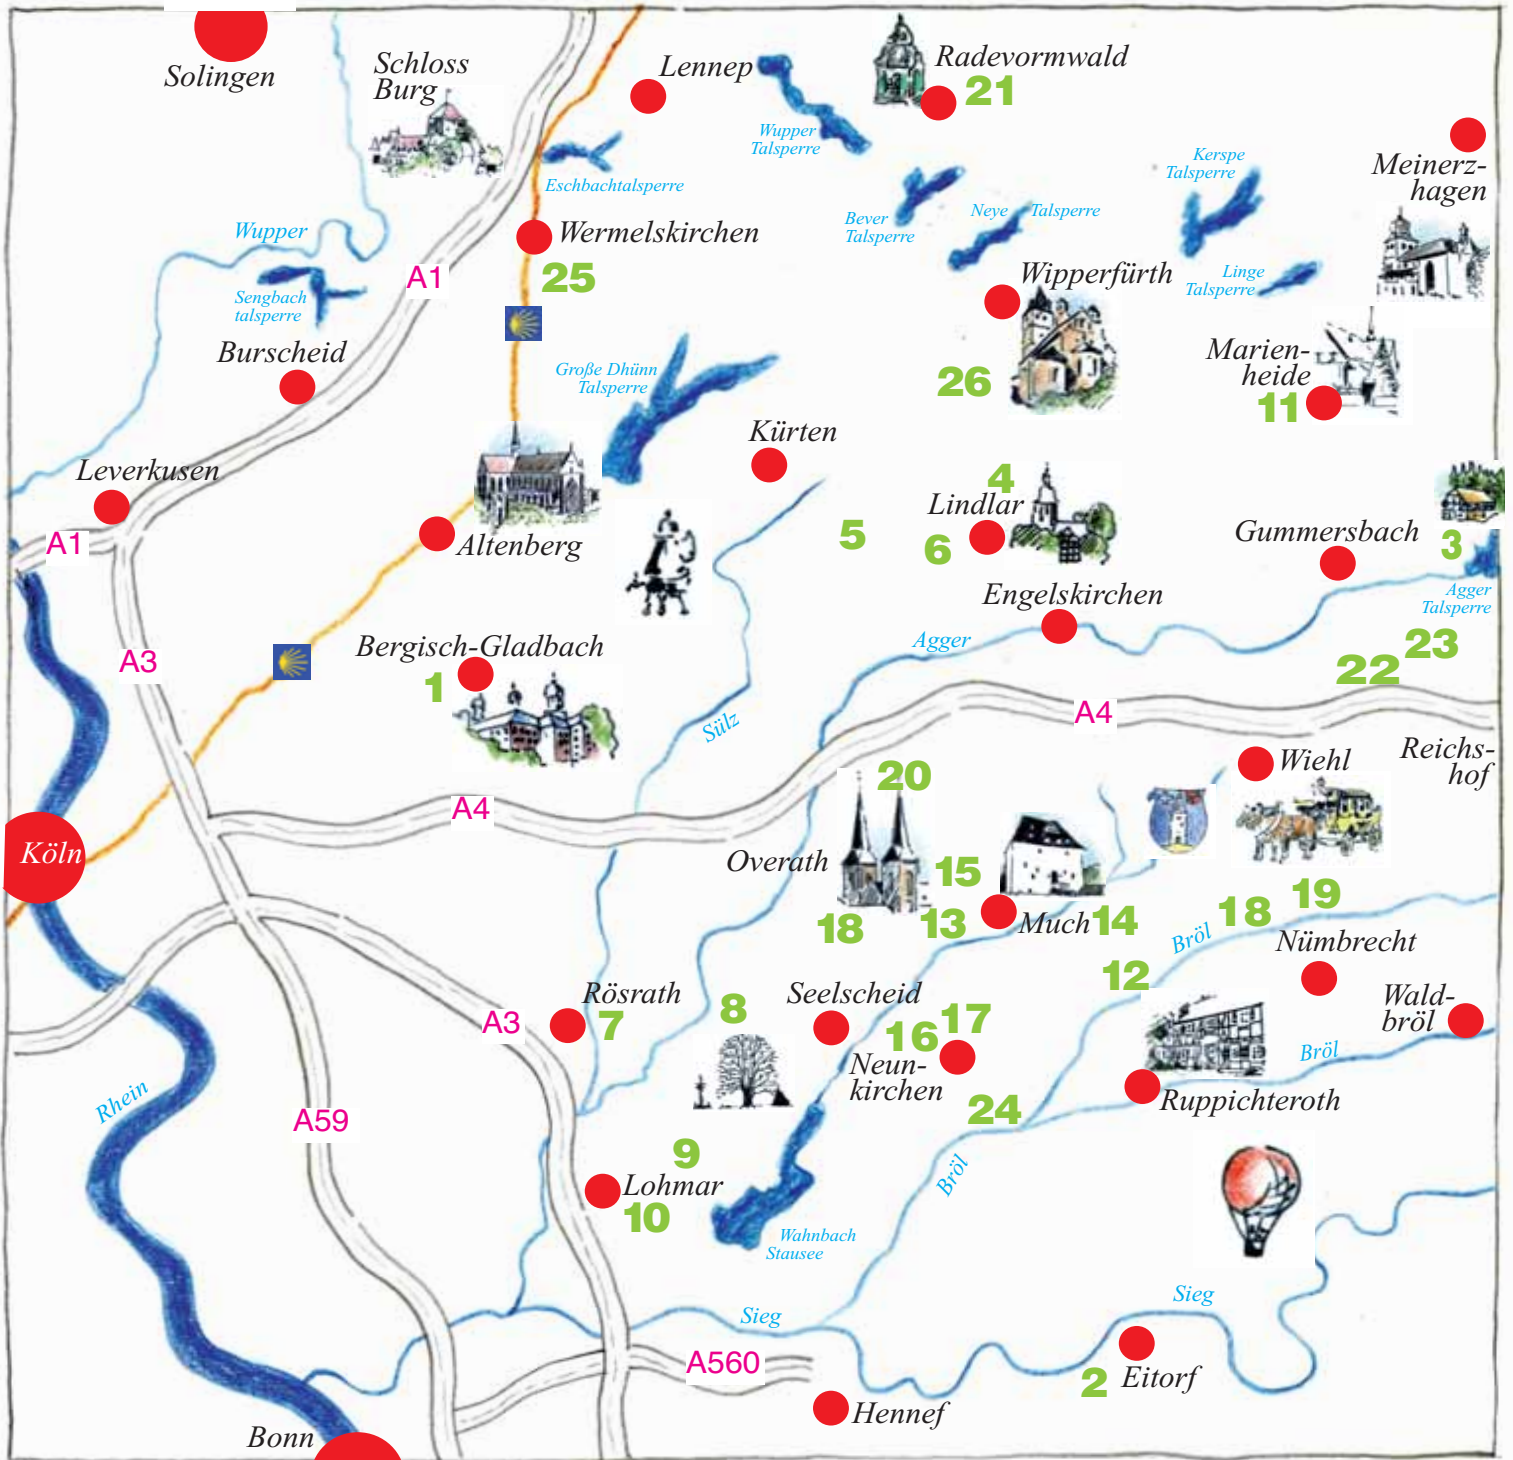 Solingen
Schloss
Burg
Lennep
Radevormwald
21
Wupper
Talsperre
Meinerz-
hagen
Kerspe
Talsperre
Eschbachtalsperre
Bever
Talsperre
Neye Talsperre
Wupper
Wermelskirchen
25
A1
Sengbach
talsperre
Linge
Talsperre
Wipperfürth
26
Burscheid
Große Dhünn
Talsperre
Marien-
heide
11
Kürten
Leverkusen
A1
4
Lindlar
5
6
Gummersbach
3
Altenberg
Agger
Talsperre
Engelskirchen
Agger
23
22
A3
Bergisch-Gladbach
1
Sülz
A4
Wiehl
Reichs-
hof
20
A4
Köln
Overath
15
18
13
Much
14
18
19
Bröl
Nümbrecht
12
Wald-
bröl
Rösrath
7
8
Seelscheid
17
16
Neun-
kirchen
A3
Bröl
Ruppichteroth
24
Rhein
A59
9
Lohmar
10
Bröl
Wahnbach
Stausee
Sieg
Sieg
A560
2
Eitorf
Hennef
Bonn